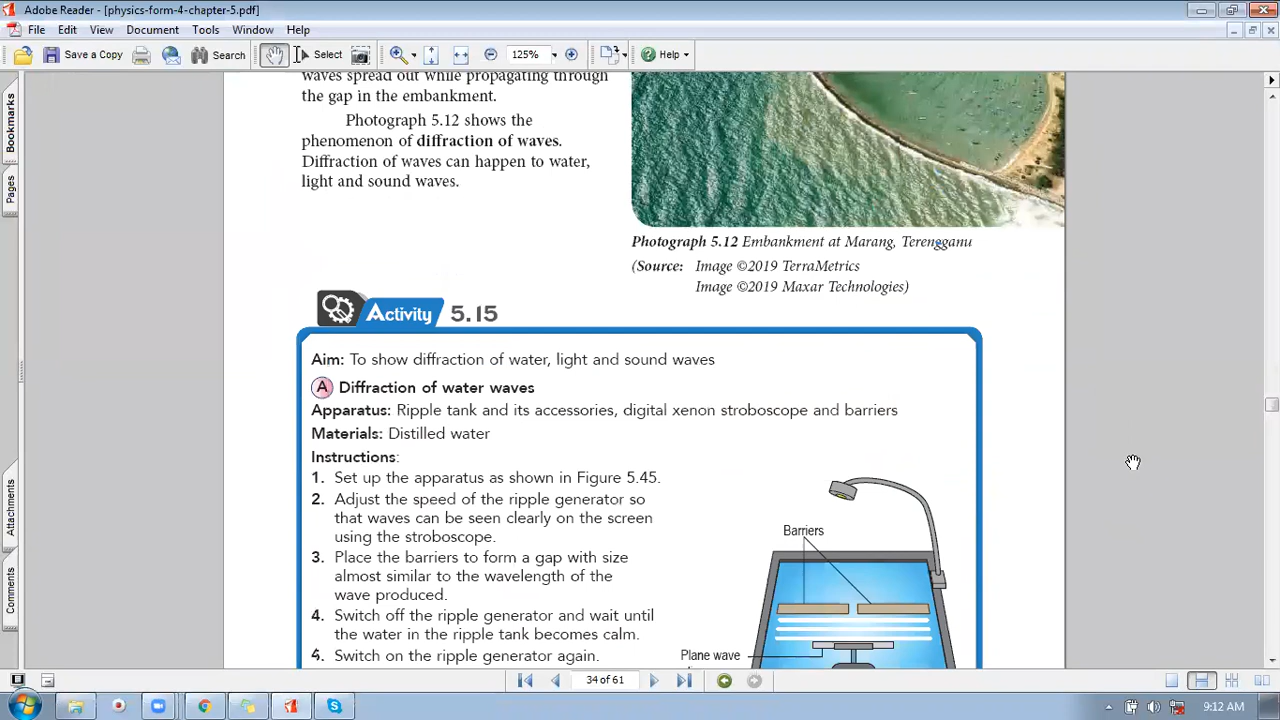 Adobe Reader - [physics-form-4-chapter-5.pdf]
File Edit View Document Tools Window Help
Save a Copy Search Select 125% Help
Bookmarks
Pages
Attachments
Comments
waves spread out while propagating through
the gap in the embankment.
Photograph 5.12 shows the
phenomenon of diffraction of waves.
Diffraction of waves can happen to water,
light and sound waves.
Photograph 5.12 Embankment at Marang, Terengganu
(Source: Image ©2019 TerraMetrics
Image ©2019 Maxar Technologies)
Activity 5.15
Aim: To show diffraction of water, light and sound waves
A Diffraction of water waves
Apparatus: Ripple tank and its accessories, digital xenon stroboscope and barriers
Materials: Distilled water
Instructions:
1. Set up the apparatus as shown in Figure 5.45.
2. Adjust the speed of the ripple generator so
that waves can be seen clearly on the screen
using the stroboscope.
3. Place the barriers to form a gap with size
almost similar to the wavelength of the
wave produced.
4. Switch off the ripple generator and wait until
the water in the ripple tank becomes calm.
5. Switch on the ripple generator again.
Barriers
Plane wave
34 of 61
9:12 AM